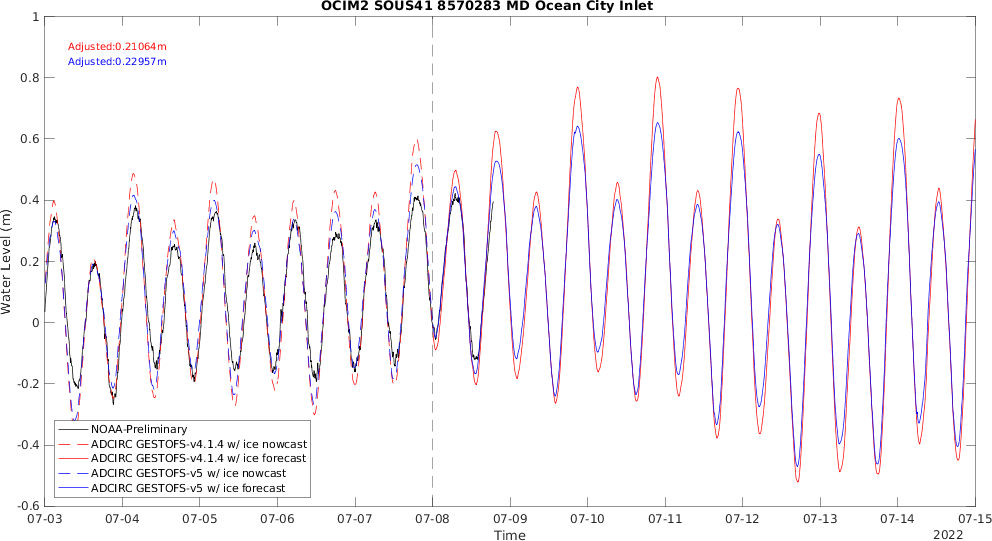 OCIM2 SOUS41 8570283 MD Ocean City Inlet
Adjusted:0.21064m
Adjusted:0.22957m
Water Level (m)
1
0.8
0.6
0.4
0.2
0
-0.2
-0.4
-0.6
NOAA-Preliminary
ADCIRC GESTOFS-v4.1.4 w/ ice nowcast
ADCIRC GESTOFS-v4.1.4 w/ ice forecast
ADCIRC GESTOFS-v5 w/ ice nowcast
ADCIRC GESTOFS-v5 w/ ice forecast
07-03 07-04 07-05 07-06 07-07 07-08 07-09 07-10 07-11 07-12 07-13 07-14 07-15
Time
2022